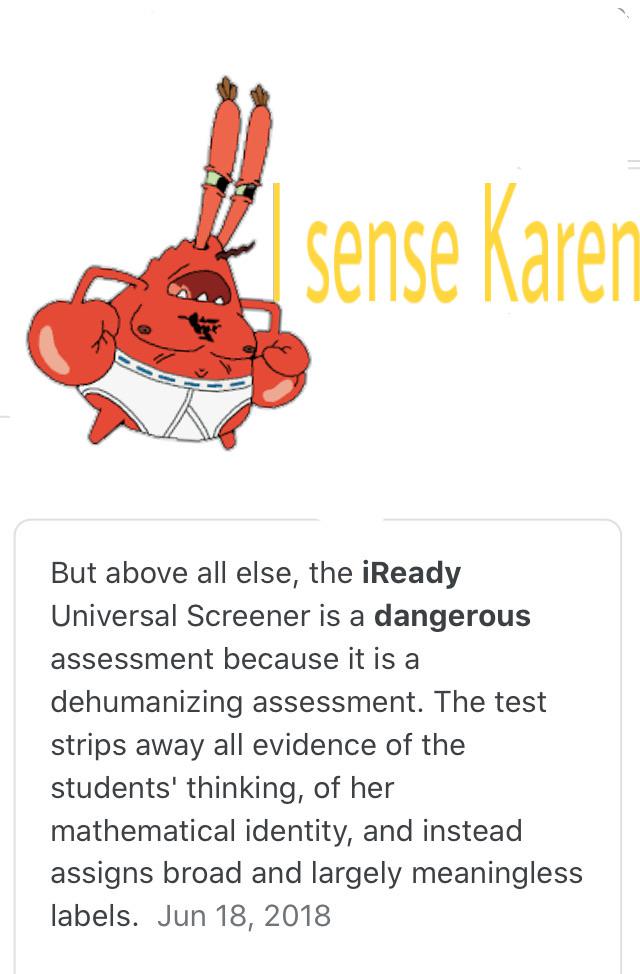 I sense Karen
But above all else, the iReady
Universal Screener is a dangerous
assessment because it is a
dehumanizing assessment. The test
strips away all evidence of the
students' thinking, of her
mathematical identity, and instead
assigns broad and largely meaningless
labels. Jun 18, 2018